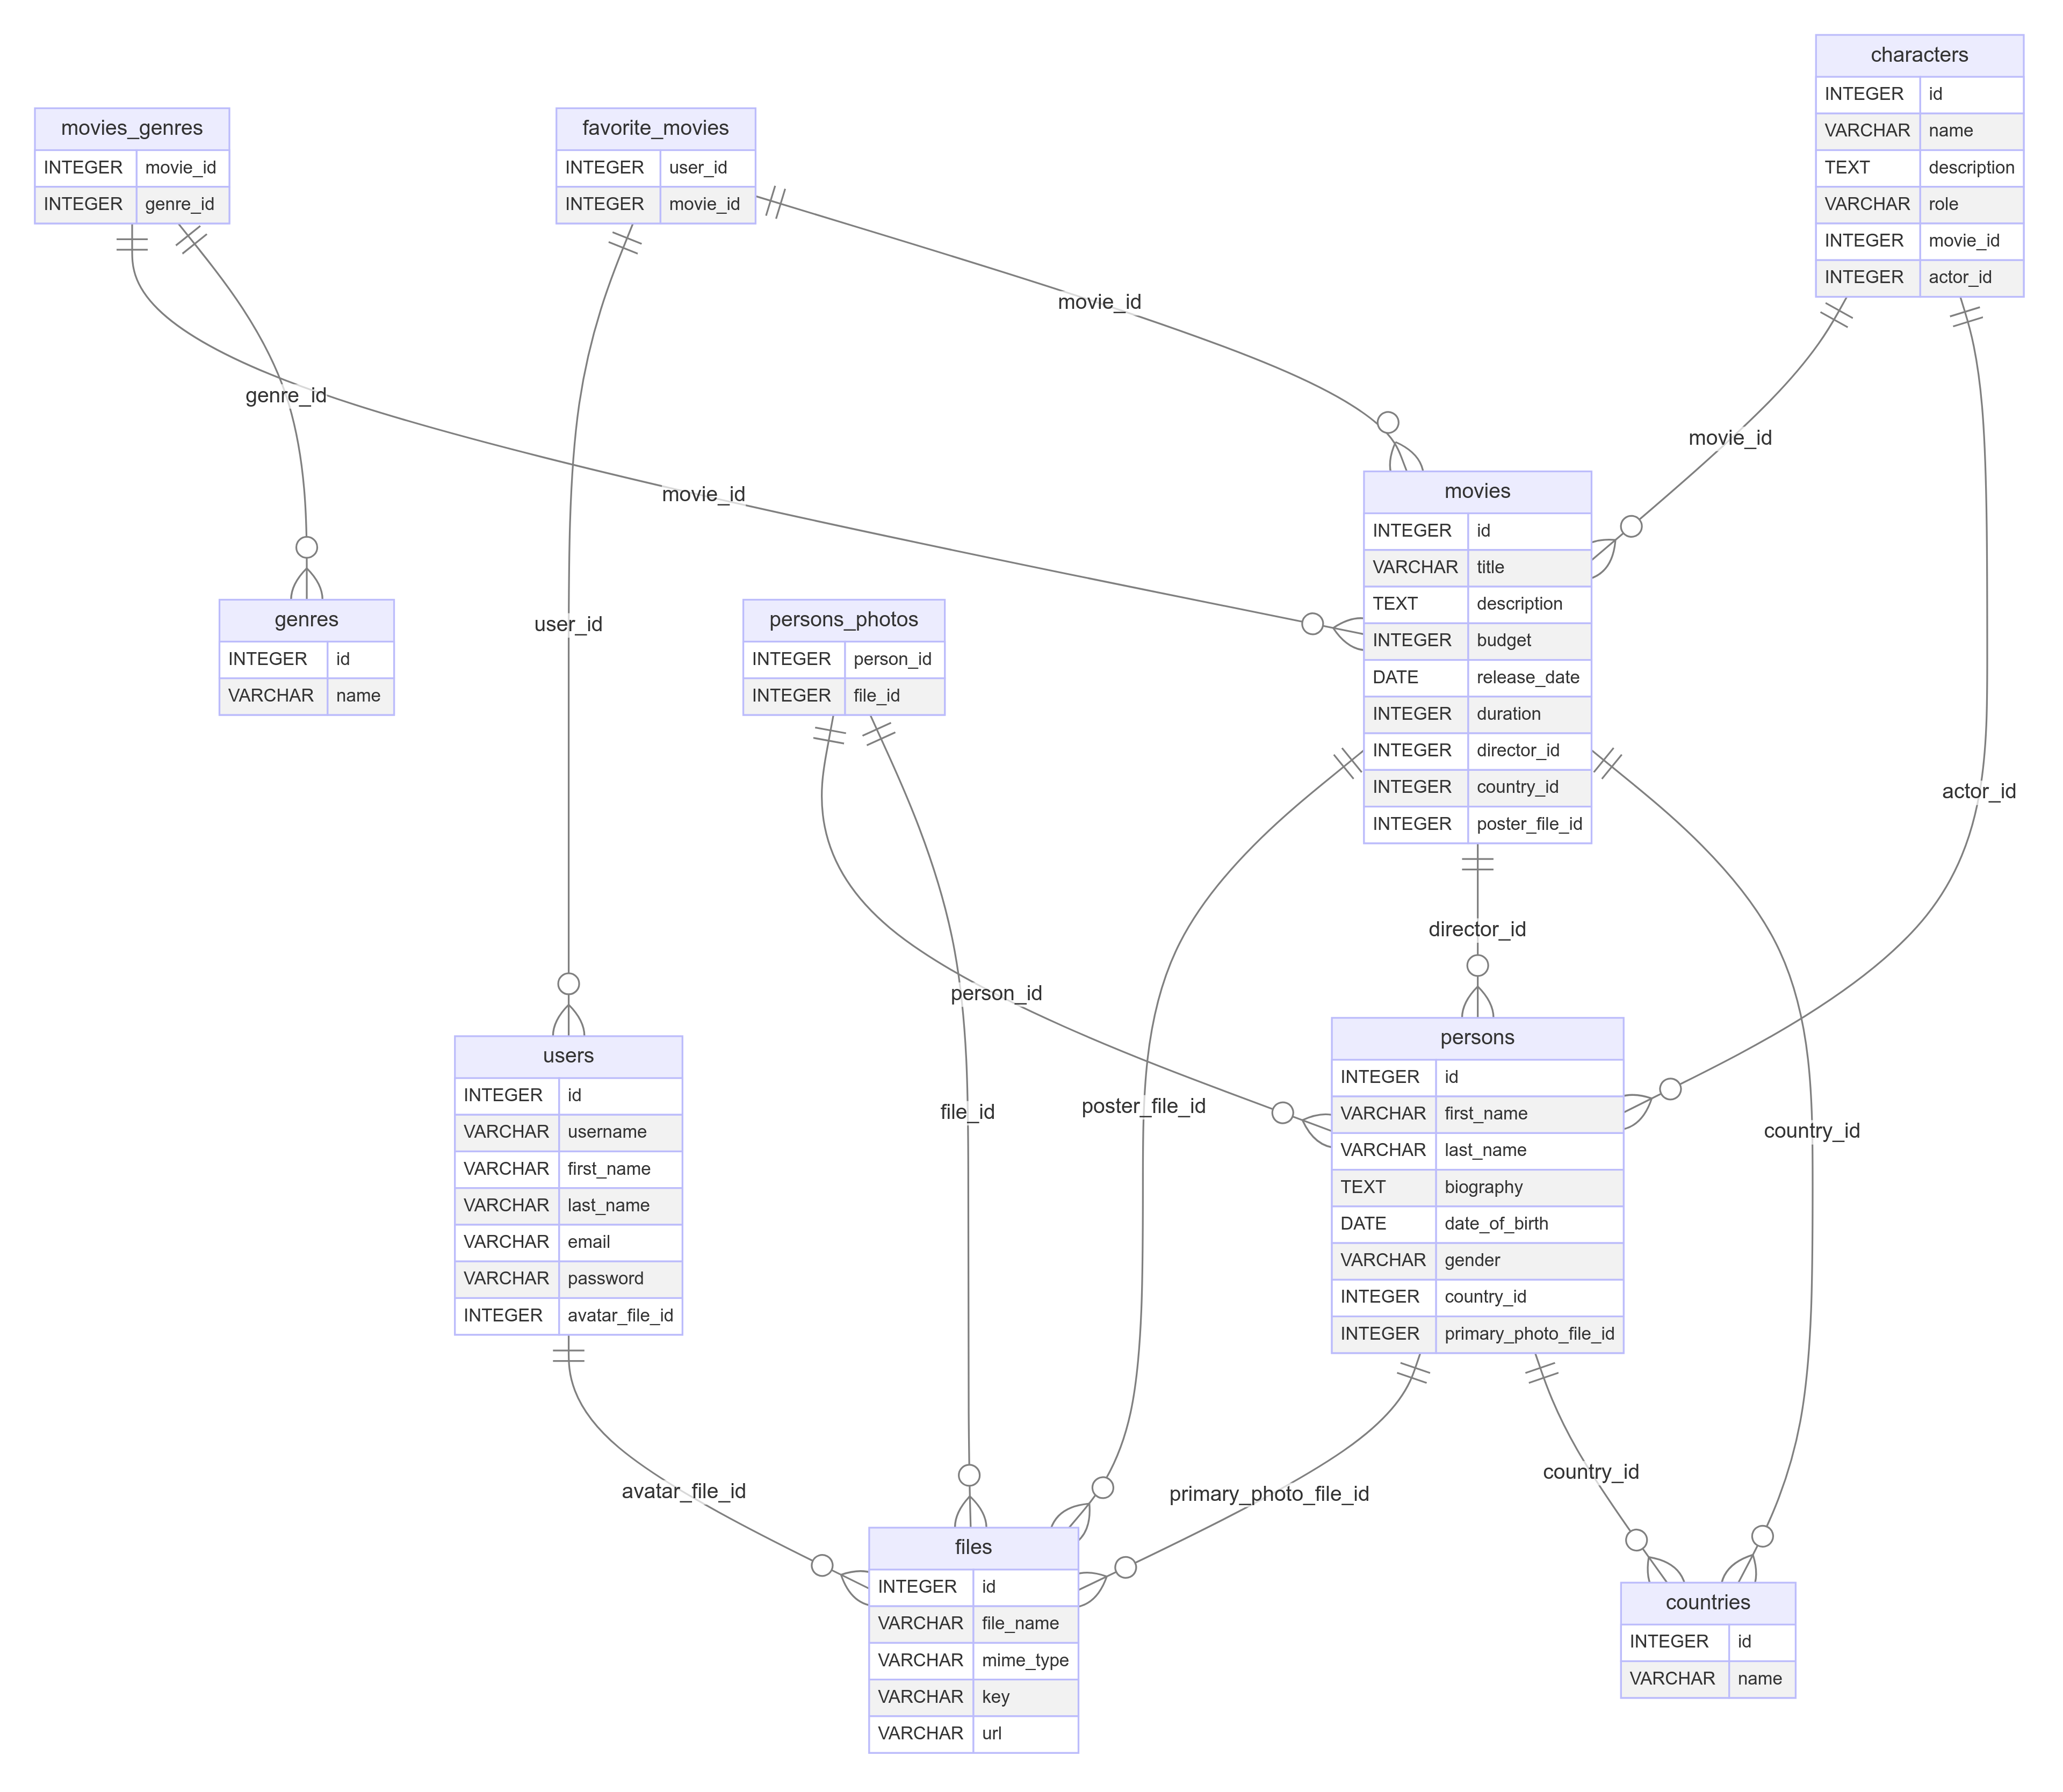 characters
INTEGER id
VARCHAR name
TEXT description
VARCHAR role
INTEGER movie_id
INTEGER actor_id
movies_genres
INTEGER movie_id
INTEGER genre_id
favorite_movies
INTEGER user_id
INTEGER movie_id
movie_id
genre_id
movie_id
movie_id
movies
INTEGER id
VARCHAR title
TEXT description
INTEGER budget
DATE release_date
INTEGER duration
INTEGER director_id
INTEGER country_id
INTEGER poster_file_id
genres
INTEGER id
VARCHAR name
user_id
persons_photos
INTEGER person_id
INTEGER file_id
actor_id
director_id
person_id
users
INTEGER id
VARCHAR username
VARCHAR first_name
VARCHAR last_name
VARCHAR email
VARCHAR password
INTEGER avatar_file_id
file_id
poster_file_id
persons
INTEGER id
VARCHAR first_name
VARCHAR last_name
TEXT biography
DATE date_of_birth
VARCHAR gender
INTEGER country_id
INTEGER primary_photo_file_id
country_id
avatar_file_id
primary_photo_file_id
country_id
files
INTEGER id
VARCHAR file_name
VARCHAR mime_type
VARCHAR key
VARCHAR url
countries
INTEGER id
VARCHAR name